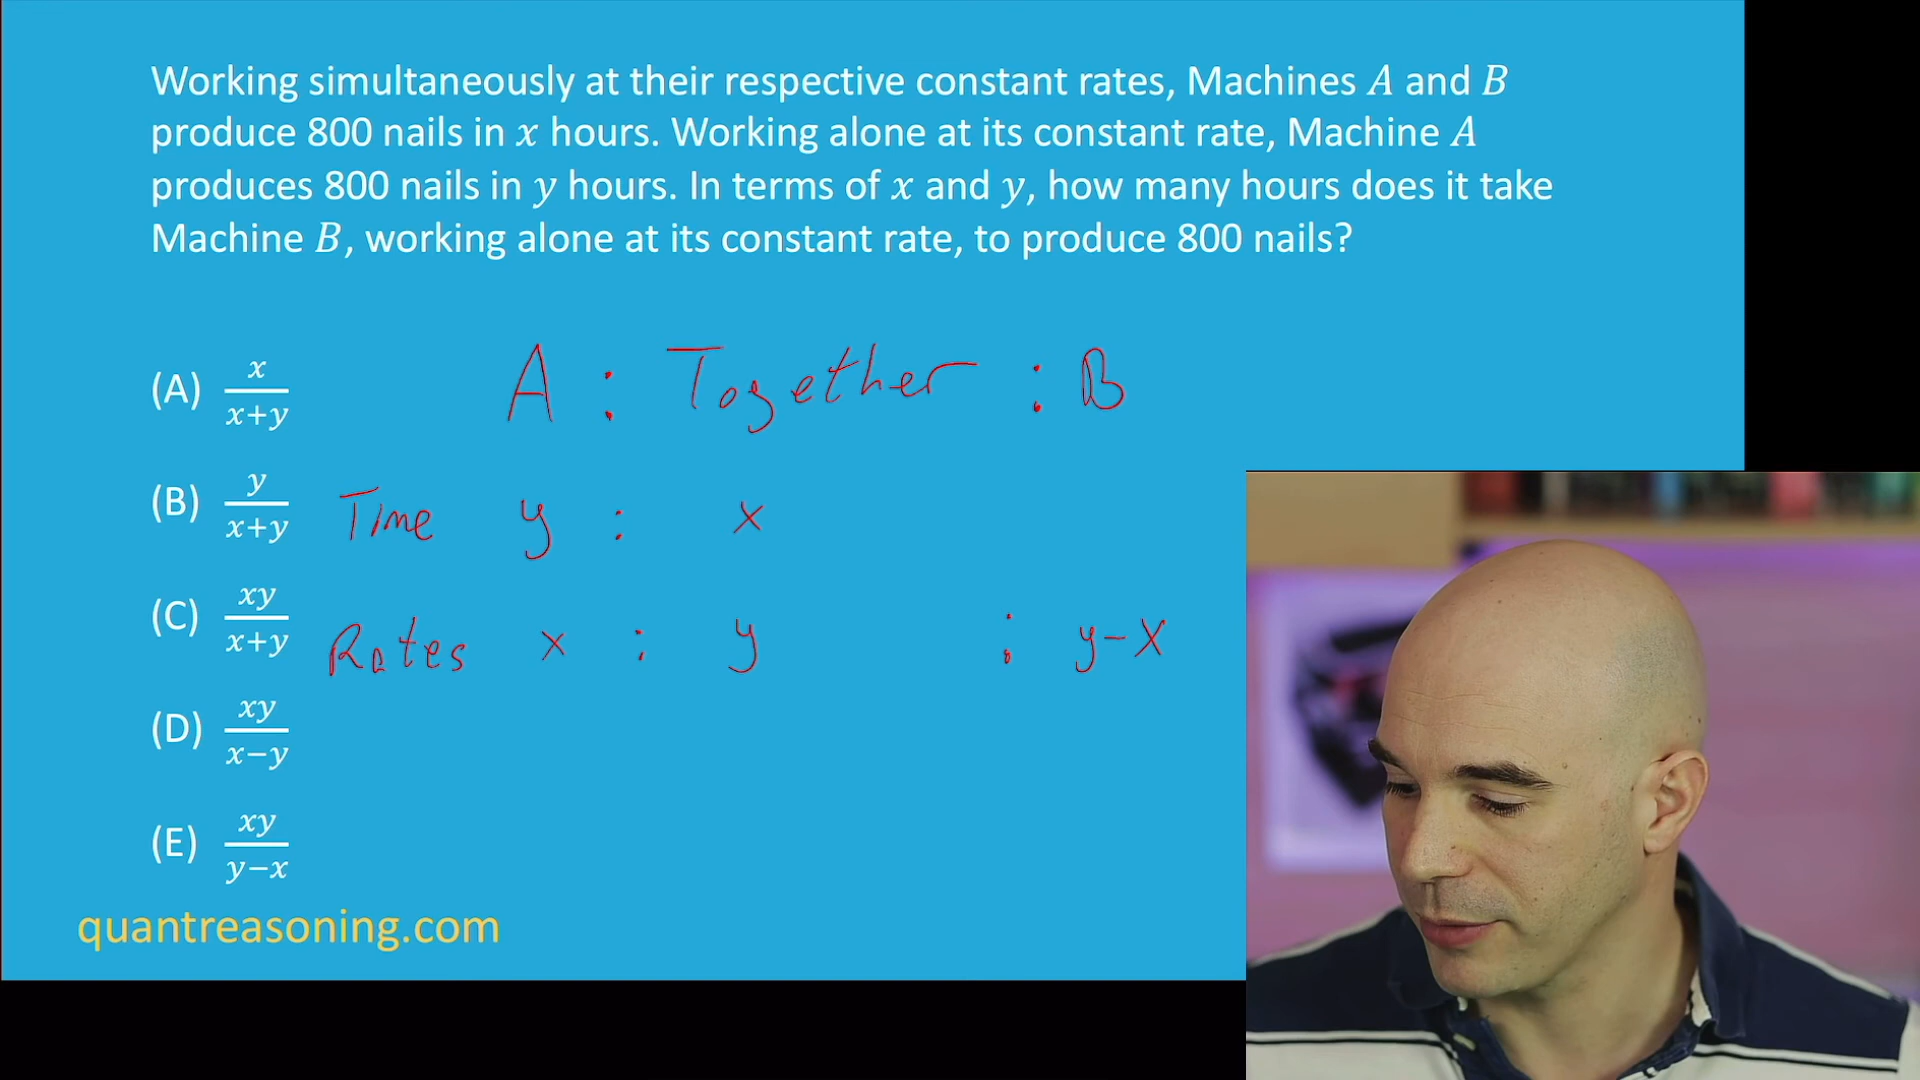 Working simultaneously at their respective constant rates, Machines A and B
produce 800 nails in x hours. Working alone at its constant rate, Machine A
produces 800 nails in y hours. In terms of x and y, how many hours does it take
Machine B, working alone at its constant rate, to produce 800 nails?
A : Together : B
(A) x/x+y
(B) y/x+y
Time y : x
(C) xy/x+y
Rates x : y : y-x
(D) xy/x−y
(E) xy/y−x
quantreasoning.com